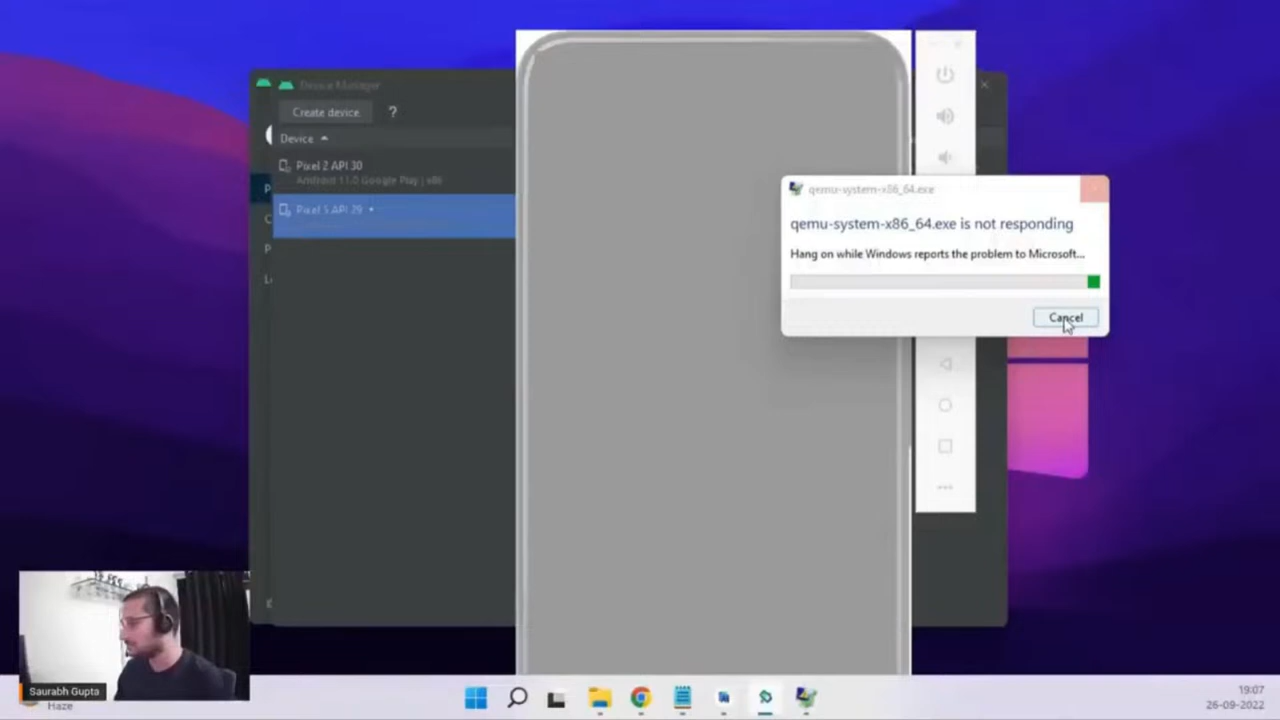 Device Manager
Create device
?
Device
Pixel 2 API 30
Android 11.0 Google Play | x86
Pixel 5 API 29
P
C
P
qemu-system-x86_64.exe
qemu-system-x86_64.exe is not responding
Hang on while Windows reports the problem to Microsoft...
Cancel
Saurabh Gupta
Haze
19:07
26-09-2022